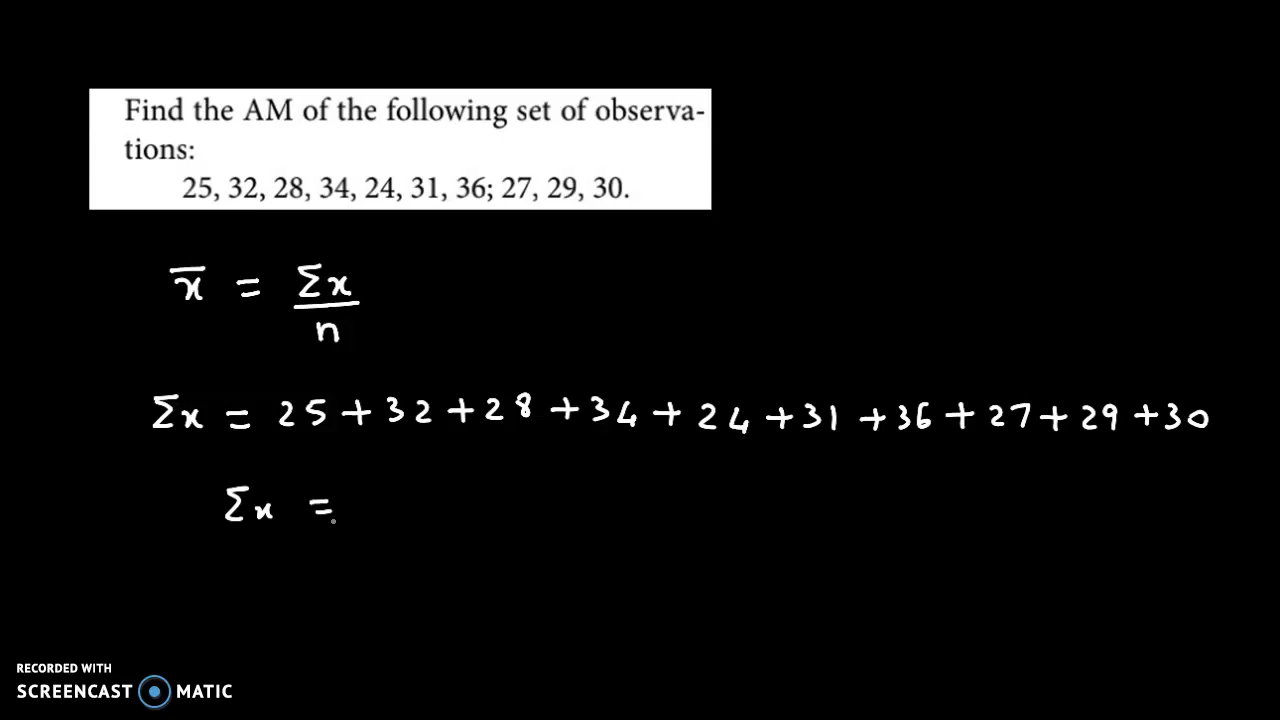 Find the AM of the following set of observa-
tions:
25, 32, 28, 34, 24, 31, 36; 27, 29, 30.
x̅ = Σx
n
Σx = 25 + 32 + 28 + 34 + 24 + 31 + 36 + 27 + 29 + 30
Σx =
RECORDED WITH
SCREENCAST MATIC